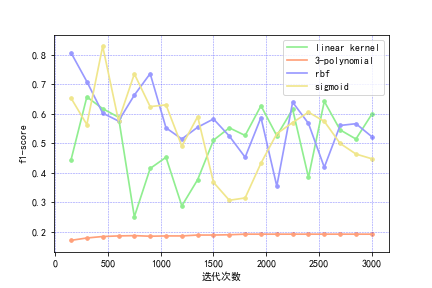 linear kernel
3-polynomial
rbf
sigmoid
f1-score
0.8
0.7
0.6
0.5
0.4
0.3
0.2
0 500 1000 1500 2000 2500 3000
迭代次数